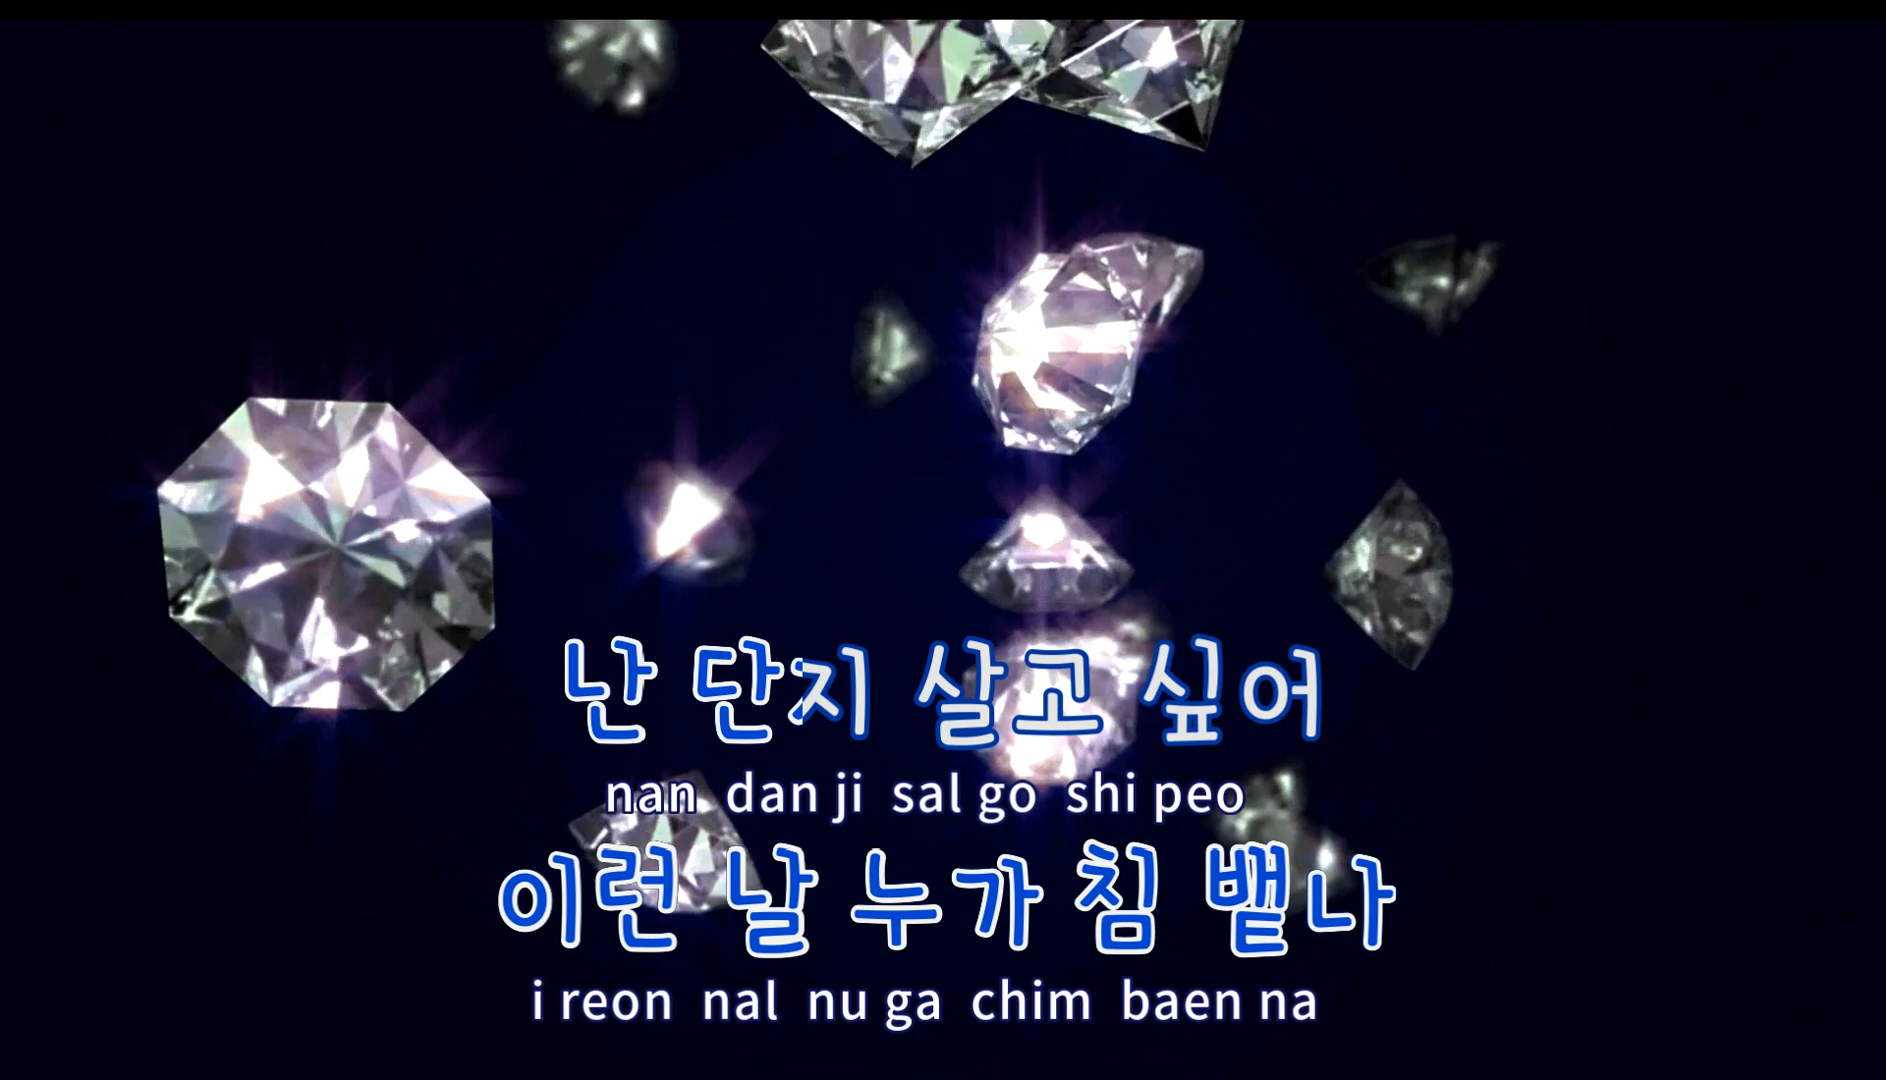 난 단지 살고 싶어
nan dan ji sal go shi peo
이런 날 누가 침 뱉나
i reon nal nu ga chim baen na